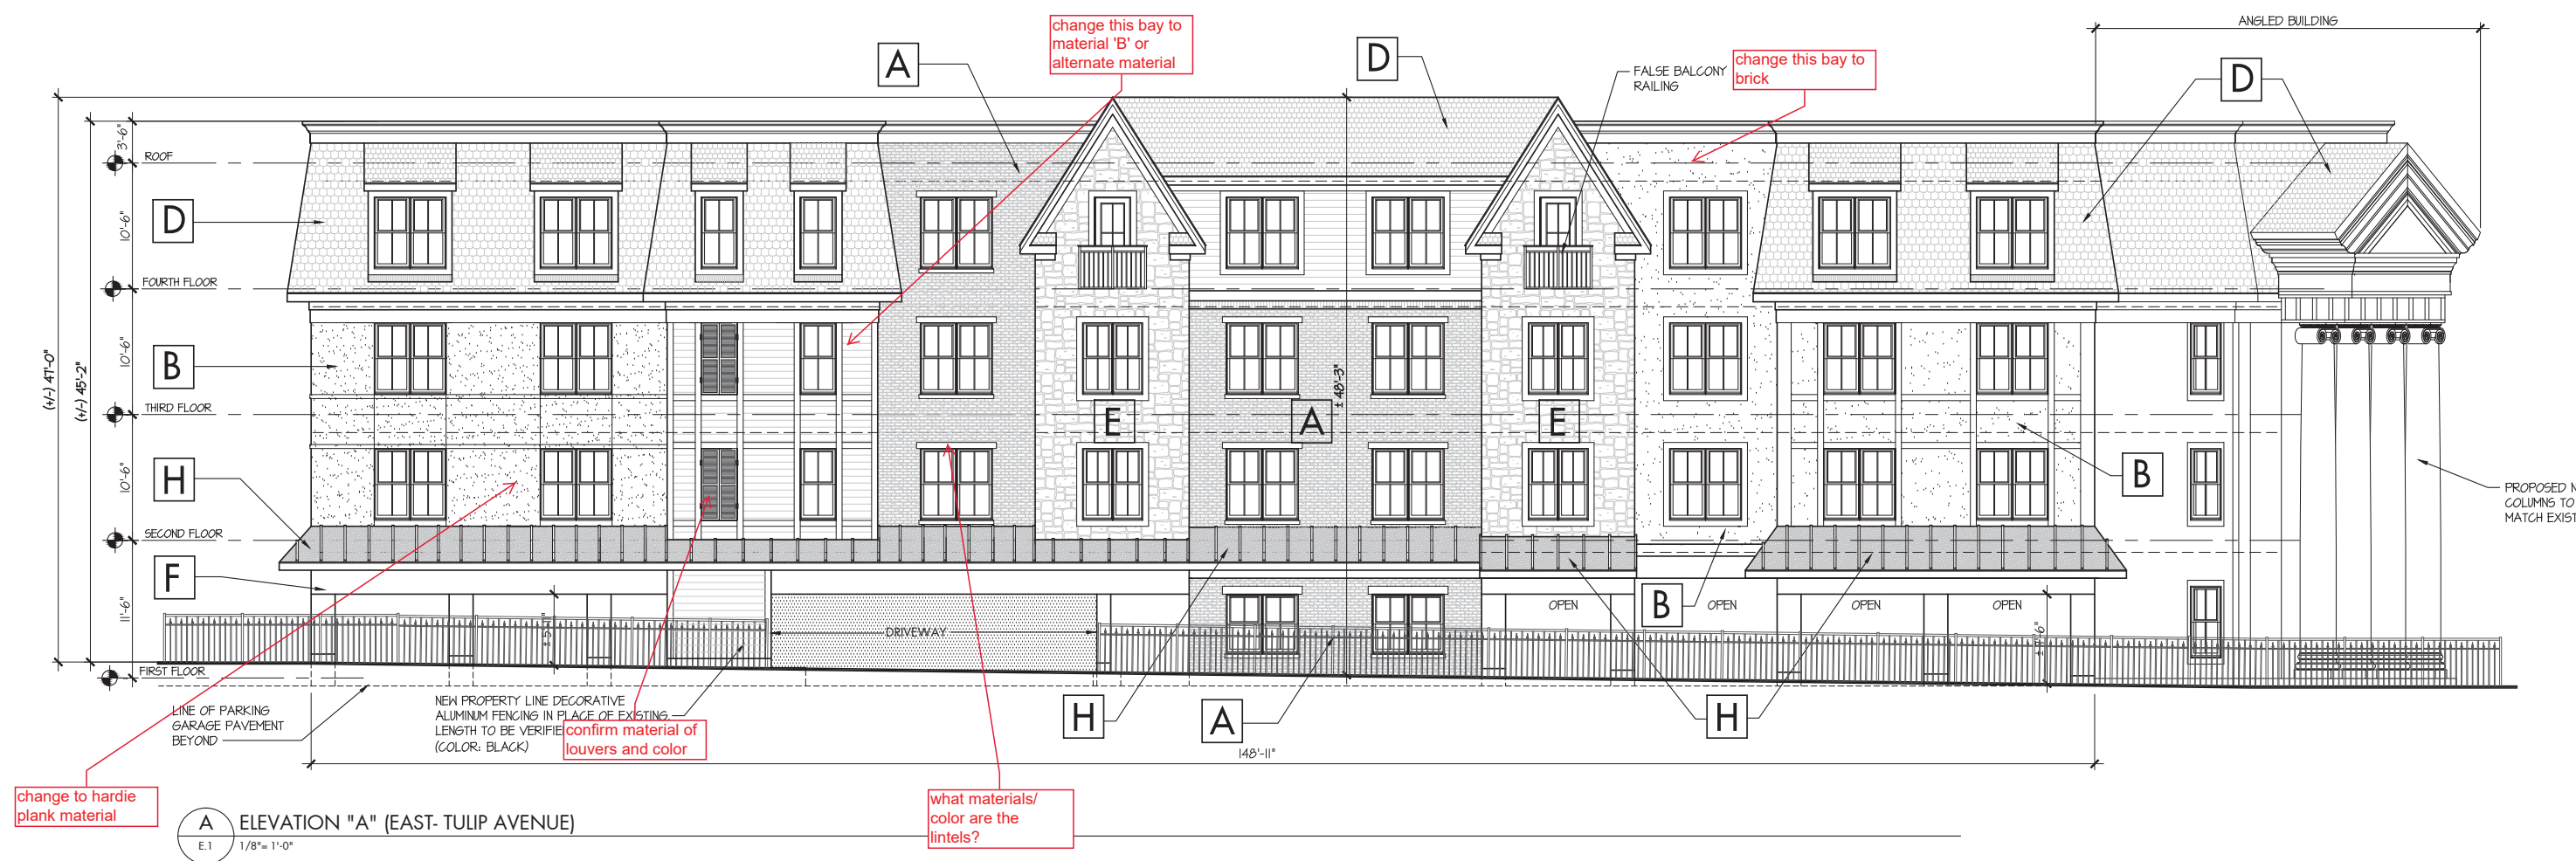 change this bay to
material 'B' or
alternate material
ANGLED BUILDING
A
D
FALSE BALCONY
RAILING
change this bay to
brick
D
3'-6"
ROOF
10'-6"
D
FOURTH FLOOR
(+/-) 47'-0"
(+/-) 45'-2"
10'-6"
B
± 48'-3"
THIRD FLOOR
E
A
E
B
10'-6"
H
PROPOSED N
COLUMNS TO
MATCH EXIST
SECOND FLOOR
F
11'-6"
OPEN
B
OPEN
OPEN
OPEN
DRIVEWAY
FIRST FLOOR
LINE OF PARKING
GARAGE PAVEMENT
BEYOND
NEW PROPERTY LINE DECORATIVE
ALUMINUM FENCING IN PLACE OF EXISTING.
LENGTH TO BE VERIFIE
(COLOR: BLACK)
confirm material of
louvers and color
H
A
H
148'-11"
change to hardie
plank material
what materials/
color are the
lintels?
A
E.1
ELEVATION "A" (EAST- TULIP AVENUE)
1/8"= 1'-0"